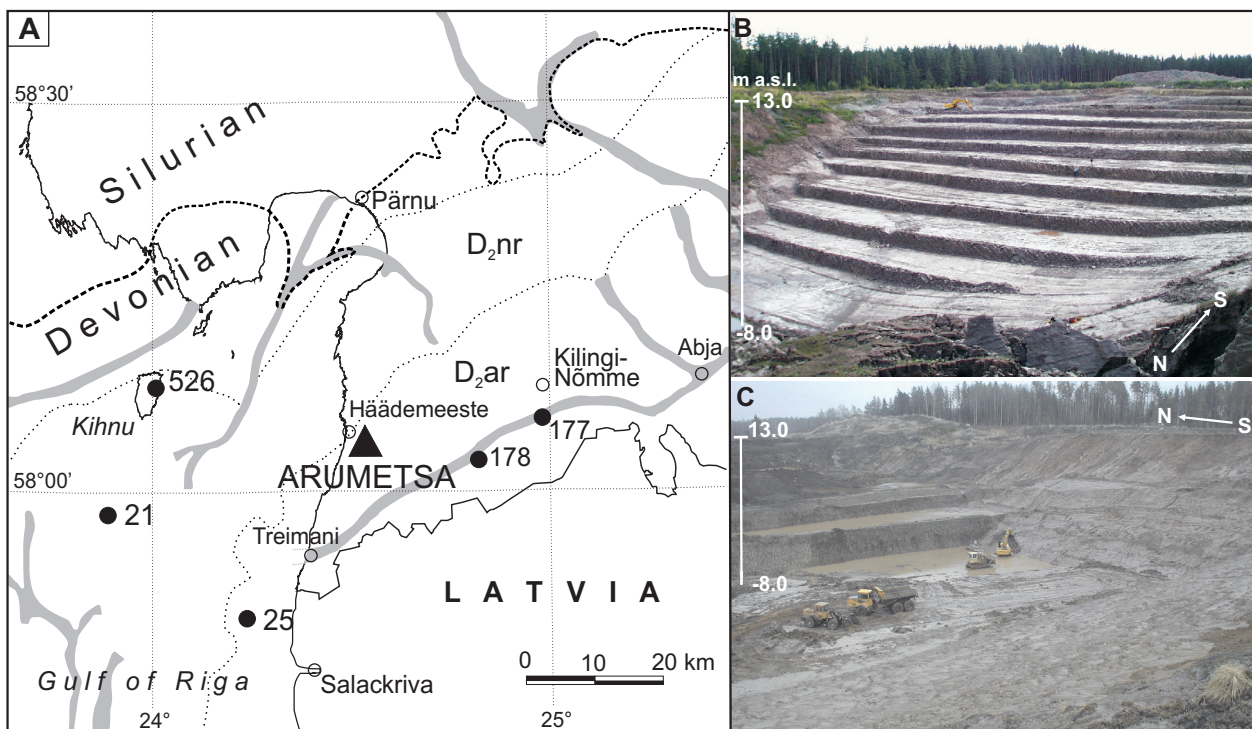 A
58°30'
Silurian
Devonian
Pärnu
D₂nr
526
Kihnu
D₂ar
Kilingi-
Nõmme
Abja
Häädemeeste
177
178
ARUMETSA
58°00'
21
Treimani
25
LATVIA
Gulf of Riga
Salackriva
0 10 20 km
24°
25°
B
m a.s.l.
13.0
-8.0
S
N
C
N S
13.0
-8.0